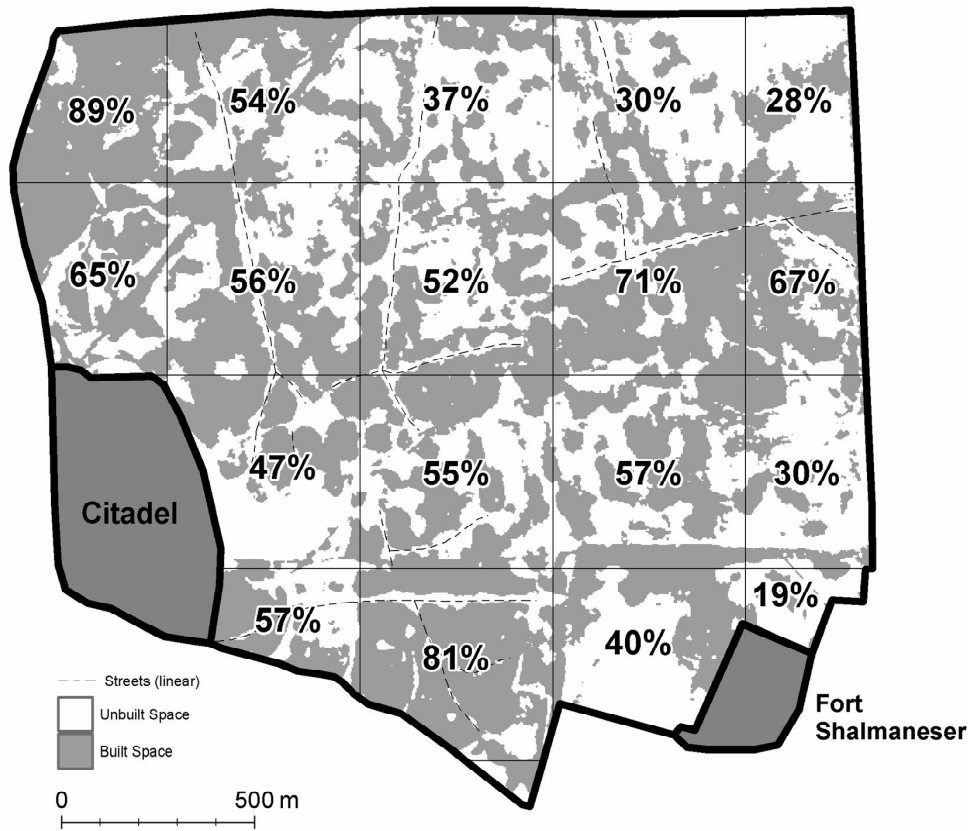 89% 54% 37% 30% 28%
65% 56% 52% 71% 67%
47% 55% 57% 30%
Citadel
57% 81% 40% 19%
Streets (linear)
Unbuilt Space
Built Space
Fort
Shalmaneser
0 500 m